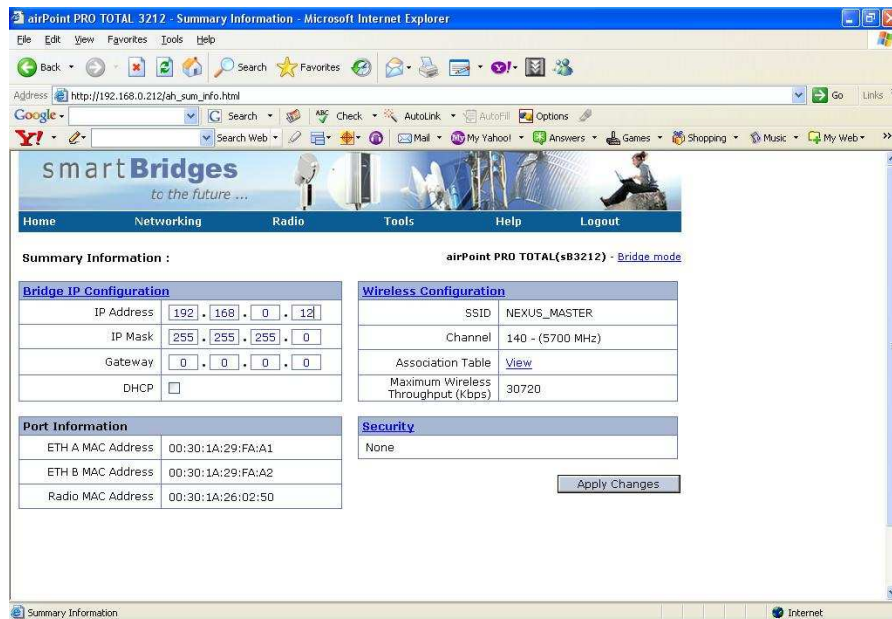 airPoint PRO TOTAL 3212 - Summary Information - Microsoft Internet Explorer
File Edit View Favorites Tools Help
Back Search Favorites
Address http://192.168.0.212/ah_sum_info.html Go Links
Google Search Check AutoLink AutoFill Options
Y! Search Web Mail My Yahoo! Answers Games Shopping Music My Web
smartBridges
to the future ...
Home Networking Radio Tools Help Logout
Summary Information : airPoint PRO TOTAL(sB3212) - Bridge mode
Bridge IP Configuration
IP Address 192 . 168 . 0 . 12
IP Mask 255 . 255 . 255 . 0
Gateway 0 . 0 . 0 . 0
DHCP
Wireless Configuration
SSID NEXUS_MASTER
Channel 140 - (5700 MHz)
Association Table View
Maximum Wireless
Throughput (Kbps) 30720
Port Information
ETH A MAC Address 00:30:1A:29:FA:A1
ETH B MAC Address 00:30:1A:29:FA:A2
Radio MAC Address 00:30:1A:26:02:50
Security
None
Apply Changes
Summary Information Internet